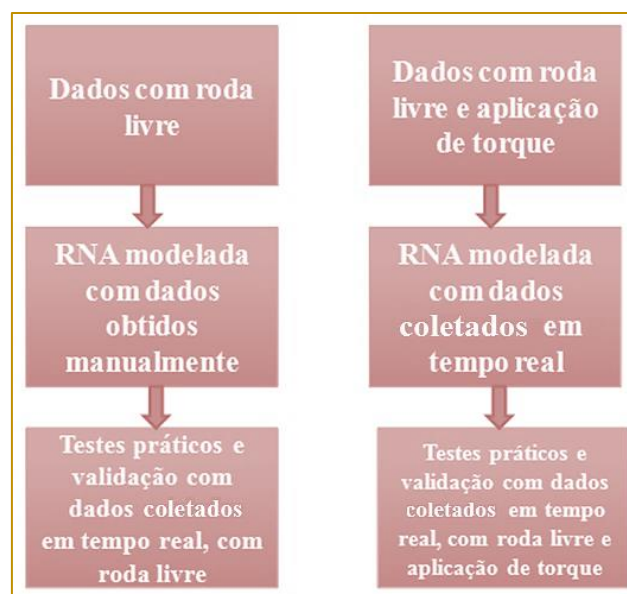 Dados com roda
livre
RNA modelada
com dados
obtidos
manualmente
Testes práticos e
validação com
dados coletados
em tempo real, com
roda livre
Dados com roda
livre e aplicação
de torque
RNA modelada
com dados
coletados em
tempo real
Testes práticos e
validação com dados
coletados em tempo
real, com roda livre e
aplicação de torque